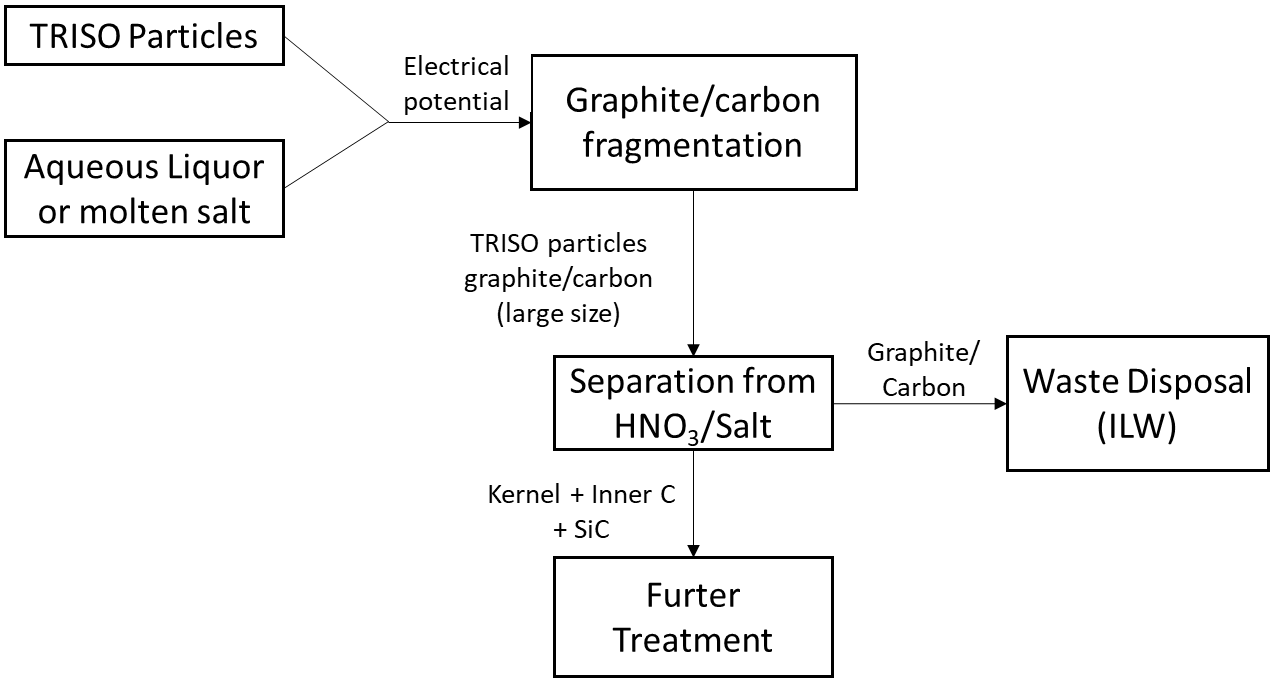 TRISO Particles
Aqueous Liquor
or molten salt
Electrical
potential
Graphite/carbon
fragmentation
TRISO particles
graphite/carbon
(large size)
Separation from
HNO₃/Salt
Graphite/
Carbon
Waste Disposal
(ILW)
Kernel + Inner C
+ SiC
Furter
Treatment